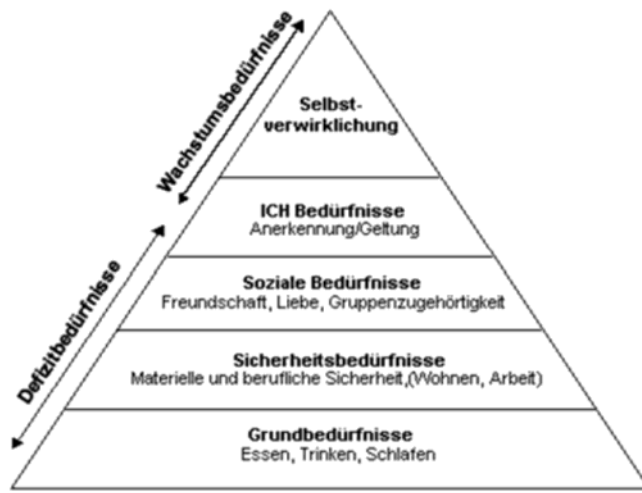 Wachstumsbedürfnisse
Defizitbedürfnisse
Selbst-
verwirklichung
ICH Bedürfnisse
Anerkennung/Geltung
Soziale Bedürfnisse
Freundschaft, Liebe, Gruppenzugehörtigkeit
Sicherheitsbedürfnisse
Materielle und berufliche Sicherheit,(Wohnen, Arbeit)
Grundbedürfnisse
Essen, Trinken, Schlafen